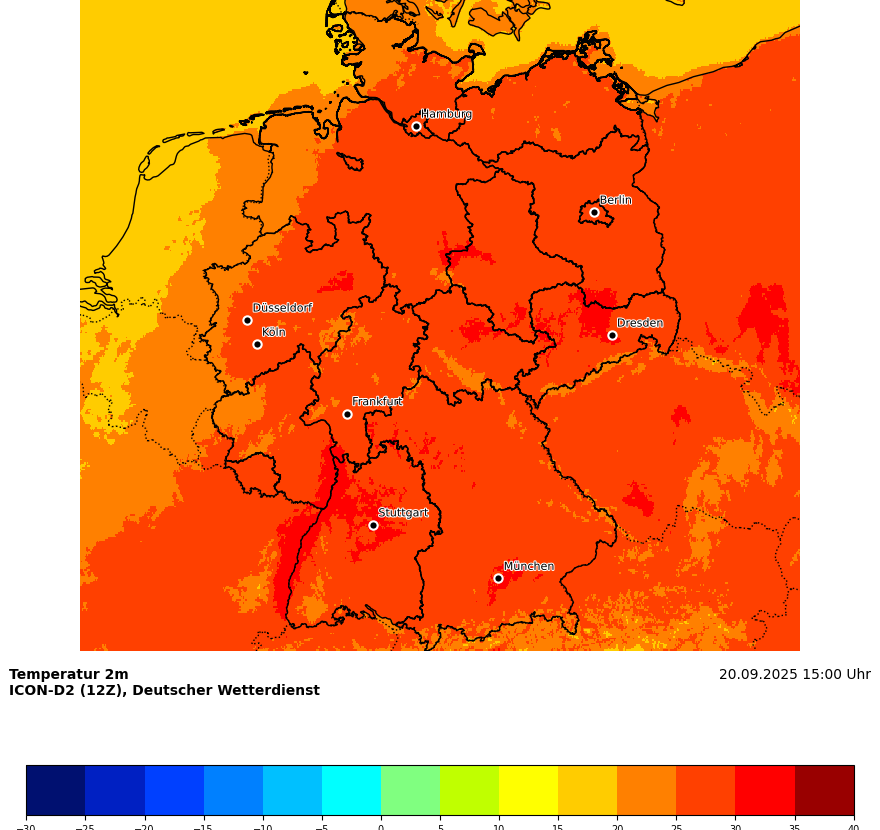 Hamburg
Berlin
Düsseldorf
Köln
Dresden
Frankfurt
Stuttgart
München
Temperatur 2m
20.09.2025 15:00 Uhr
ICON-D2 (12Z), Deutscher Wetterdienst
−30 −25 −20 −15 −10 −5 0 5 10 15 20 25 30 35 40